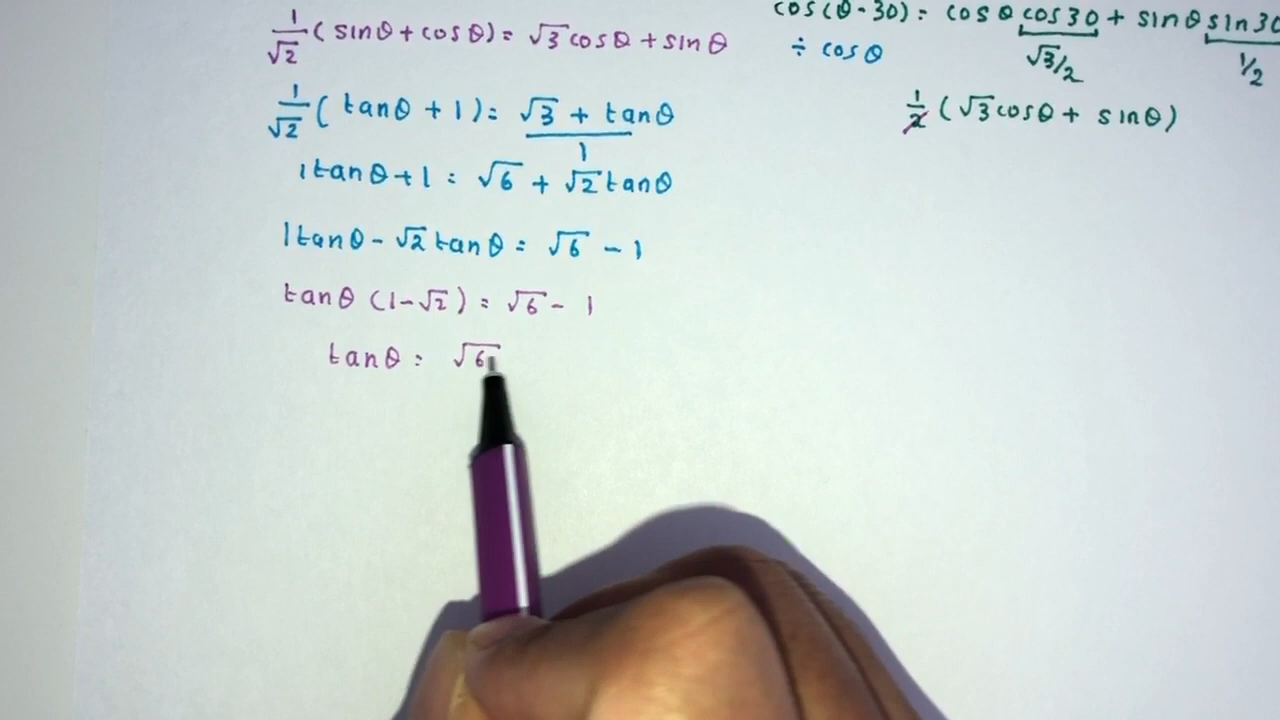 1/√2 (sinθ + cosθ) = √3 cosθ + sinθ
÷ cosθ
1/√2 ( tanθ + 1) = √3 + tanθ
1
1tanθ + 1 = √6 + √2 tanθ
1tanθ - √2 tanθ = √6 - 1
tanθ (1-√2) = √6 - 1
tanθ = √6
cos(θ-30) = cosθ cos30 + sinθ sin30
√3/2 1/2
1/2 (√3 cosθ + sinθ)